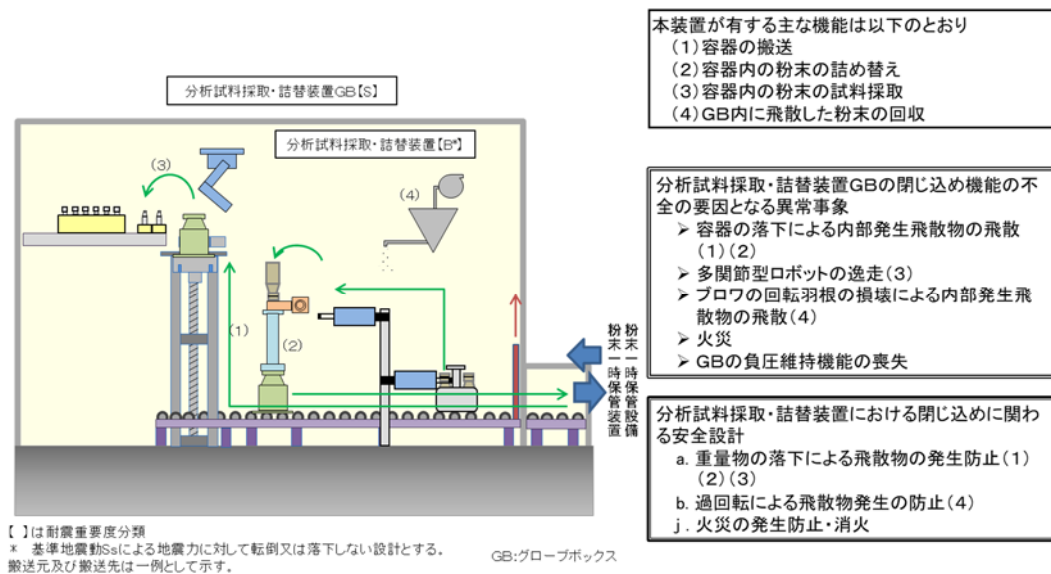 本装置が有する主な機能は以下のとおり
(1)容器の搬送
(2)容器内の粉末の詰め替え
(3)容器内の粉末の試料採取
(4)GB内に飛散した粉末の回収
分析試料採取・詰替装置GB【S】
分析試料採取・詰替装置【B*】
(3)
(4)
(1)
(2)
粉末一時保管設備
粉末一時保管装置
分析試料採取・詰替装置GBの閉じ込め機能の不
全の要因となる異常事象
➢ 容器の落下による内部発生飛散物の飛散
(1)(2)
➢ 多関節型ロボットの逸走(3)
➢ ブロワの回転羽根の損壊による内部発生飛
散物の飛散(4)
➢ 火災
➢ GBの負圧維持機能の喪失
分析試料採取・詰替装置における閉じ込めに関わ
る安全設計
a. 重量物の落下による飛散物の発生防止(1)
(2)(3)
b. 過回転による飛散物発生の防止(4)
j. 火災の発生防止・消火
【 】は耐震重要度分類
* 基準地震動Ssによる地震力に対して転倒又は落下しない設計とする。
搬送元及び搬送先は一例として示す。
GB:グローブボックス